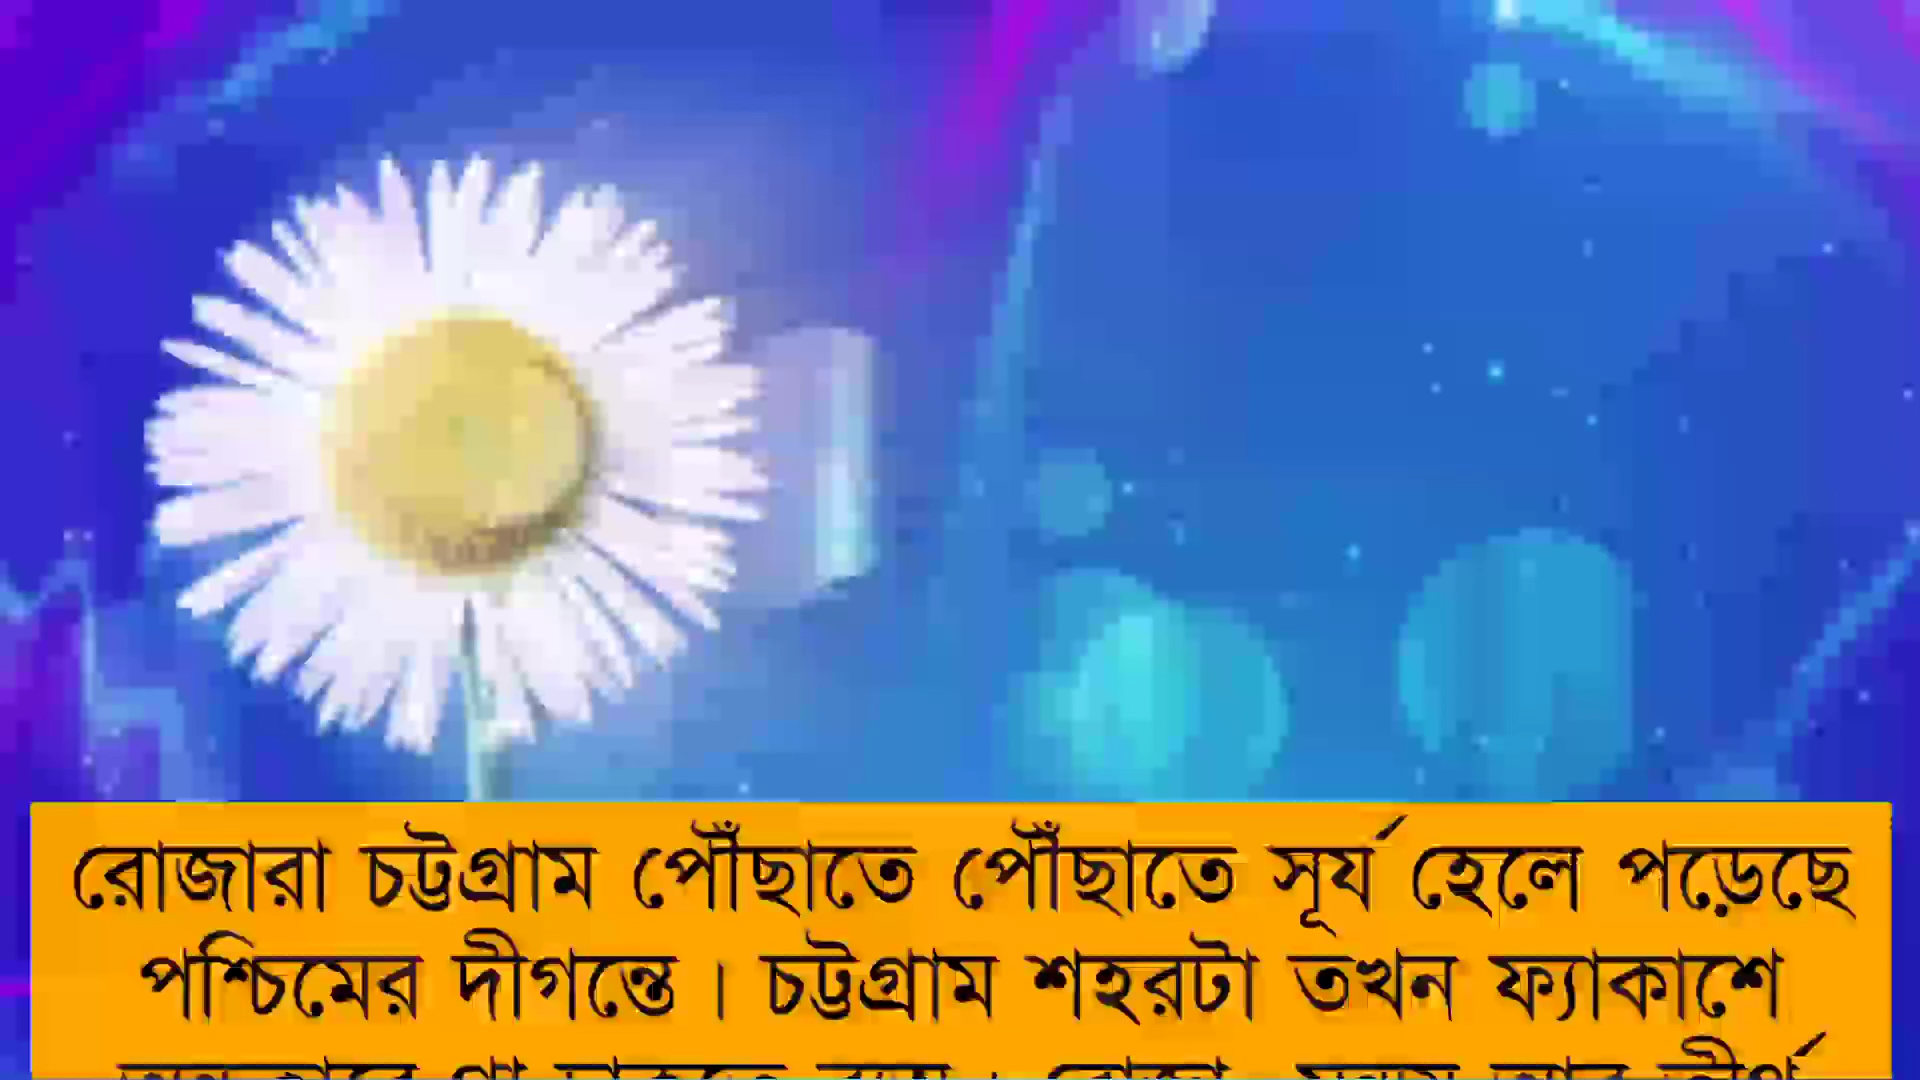 রোজারা চট্টগ্রাম পৌঁছাতে পৌঁছাতে সূর্য হেলে পড়েছে
পশ্চিমের দীগন্তে। চট্টগ্রাম শহরটা তখন ফ্যাকাশে